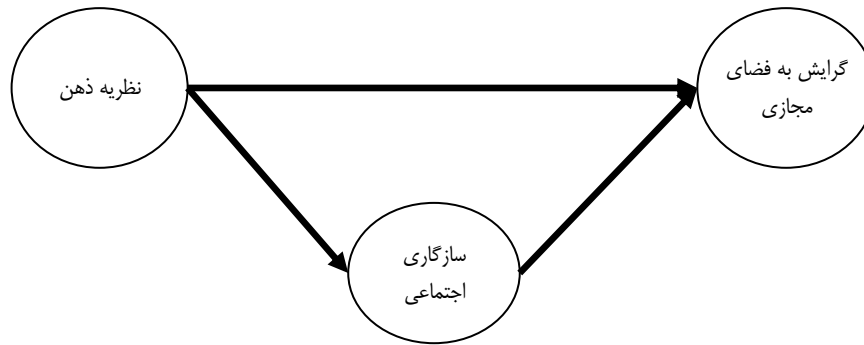 نظریه ذهن
گرایش به فضای
مجازی
سازگاری
اجتماعی